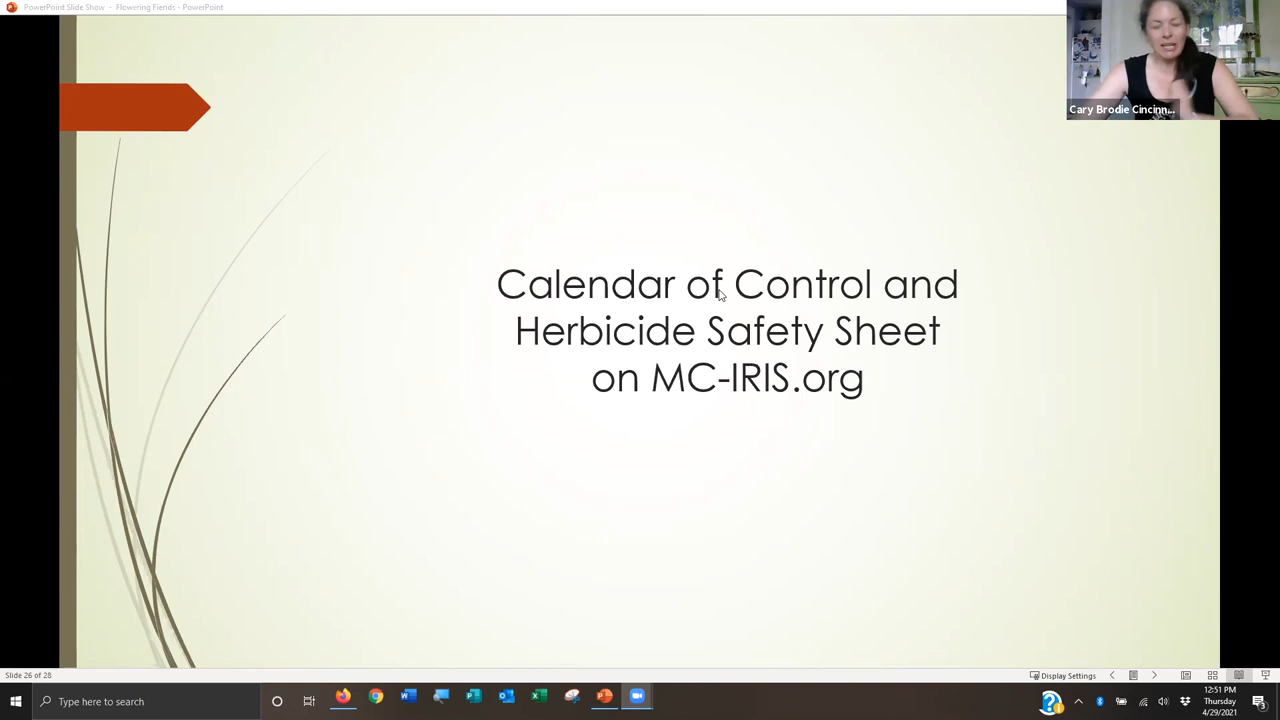 PowerPoint Slide Show - Flowering Fiends - PowerPoint
Cary Brodie Cincinn...
Calendar of Control and
Herbicide Safety Sheet
on MC-IRIS.org
Slide 26 of 28
Display Settings
Type here to search
12:51 PM
Thursday
4/29/2021